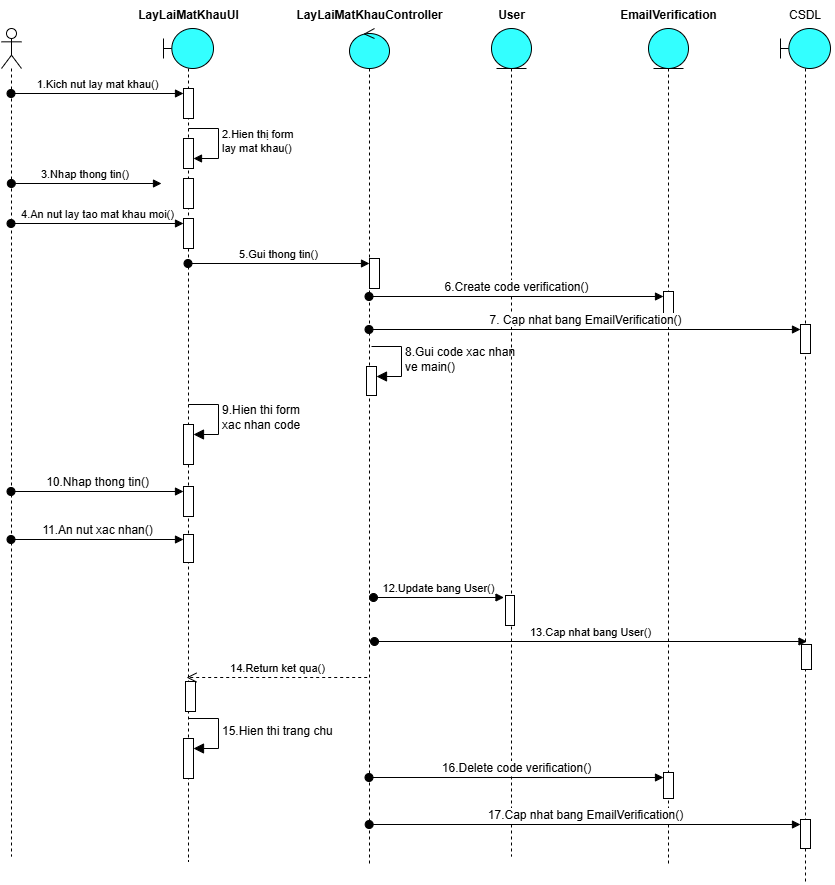 LayLaiMatKhauUI
LayLaiMatKhauController
User
EmailVerification
CSDL
1.Kich nut lay mat khau()
2.Hien thị form
lay mat khau()
3.Nhap thong tin()
4.An nut lay tao mat khau moi()
5.Gui thong tin()
6.Create code verification()
7. Cap nhat bang EmailVerification()
8.Gui code xac nhan
ve main()
9.Hien thi form
xac nhan code
10.Nhap thong tin()
11.An nut xac nhan()
12.Update bang User()
13.Cap nhat bang User()
14.Return ket qua()
15.Hien thi trang chu
16.Delete code verification()
17.Cap nhat bang EmailVerification()